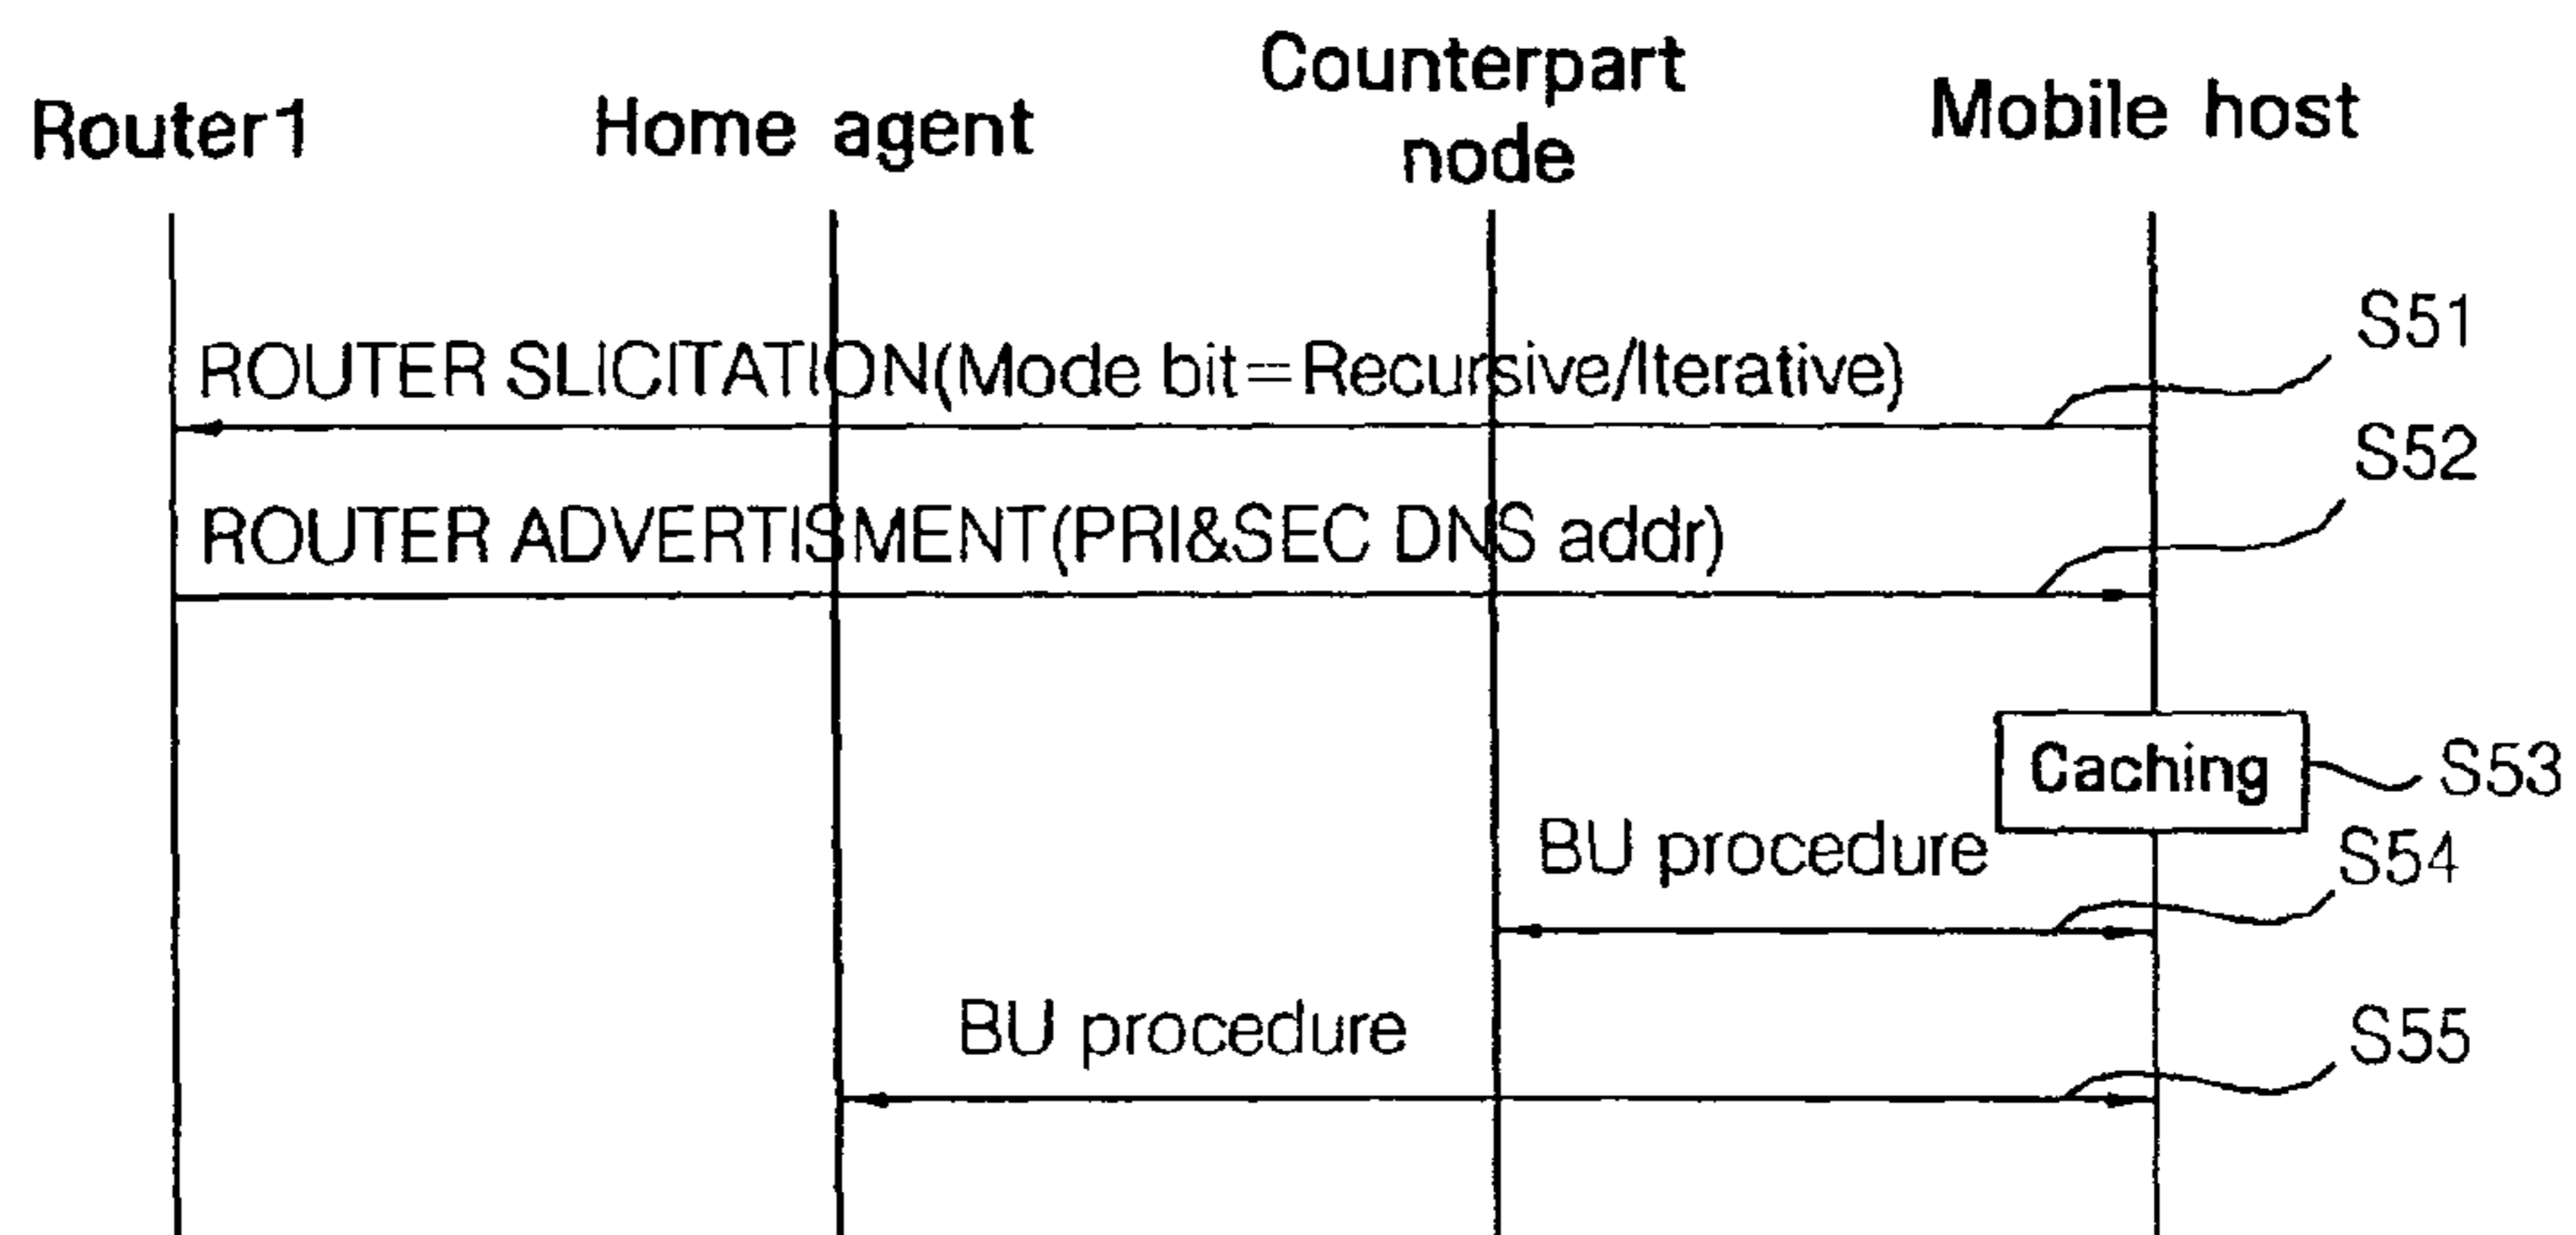 Router1
Home agent
Counterpart
node
Mobile host
S51
ROUTER SLICITATION(Mode bit=Recursive/Iterative)
S52
ROUTER ADVERTISMENT(PRI&SEC DNS addr)
Caching
S53
BU procedure
S54
BU procedure
S55